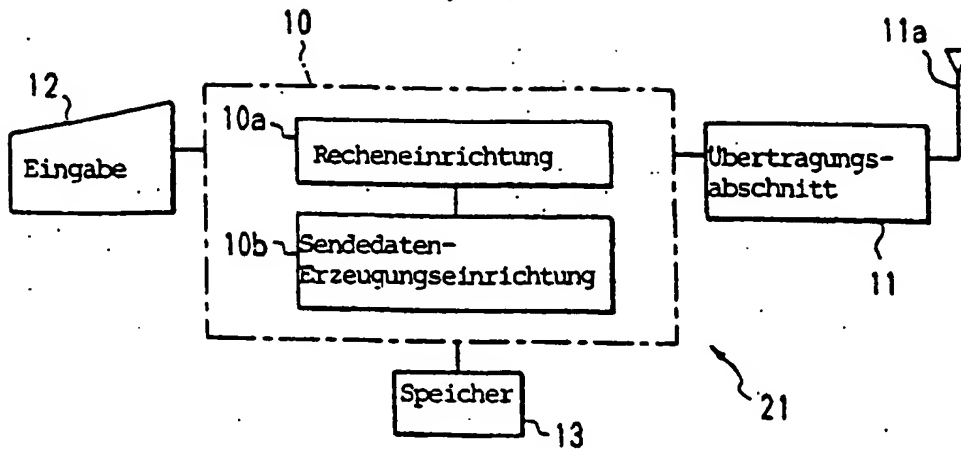 10
11a
12
10a
Eingabe
Recheneinrichtung
Übertragungs-
abschnitt
10b
Sendedaten-
Erzeugungseinrichtung
11
Speicher
13
21